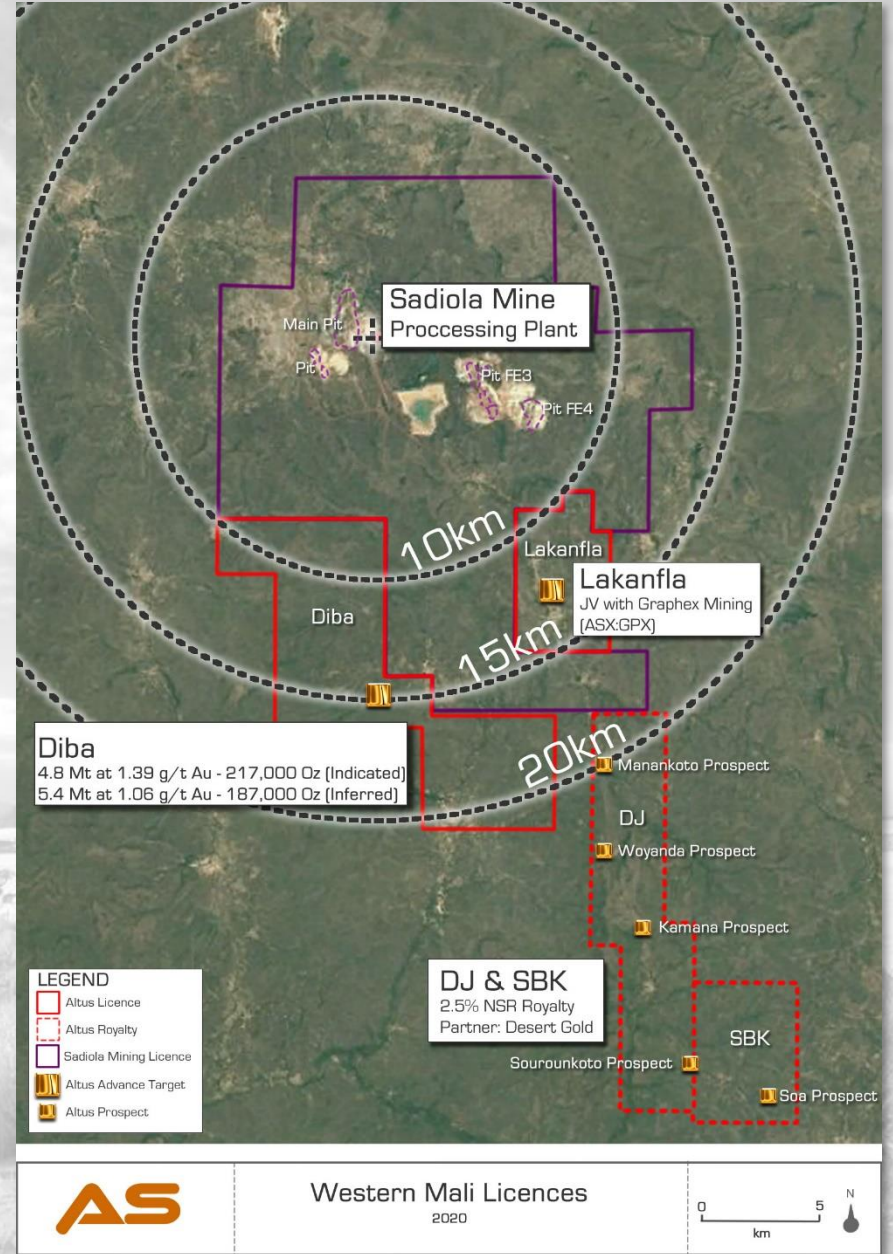 Sadiola Mine
Proccessing Plant
Main Pit
Pit
Pit FE3
Pit FE4
10km
Lakanfla
Lakanfla
JV with Graphex Mining
(ASX:GPX)
Diba
15km
Diba
4.8 Mt at 1.39 g/t Au - 217,000 Oz (Indicated)
5.4 Mt at 1.06 g/t Au - 187,000 Oz (Inferred)
20km
Manankoto Prospect
DJ
Woyanda Prospect
Kamana Prospect
DJ & SBK
2.5% NSR Royalty
Partner: Desert Gold
SBK
Sourounkoto Prospect
Soa Prospect
LEGEND
Altus Licence
Altus Royalty
Sadiola Mining Licence
Altus Advance Target
Altus Prospect
AS
Western Mali Licences
2020
0 5
km
N